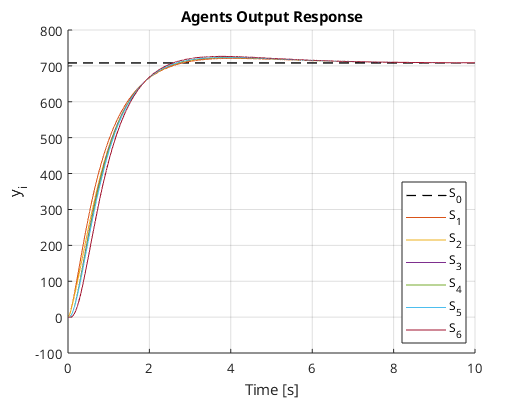 Agents Output Response
800
700
600
500
400
300
200
100
0
-100
y_i
S_0
S_1
S_2
S_3
S_4
S_5
S_6
0 2 4 6 8 10
Time [s]